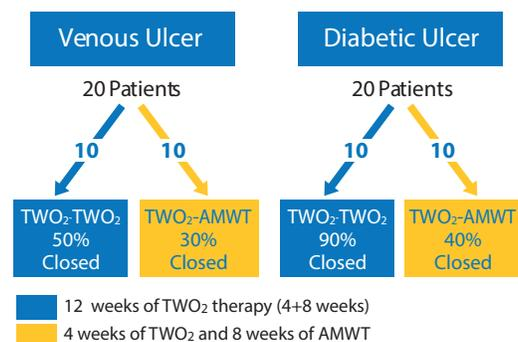 Venous Ulcer
20 Patients
10
10
TWO₂-TWO₂
50%
Closed
TWO₂-AMWT
30%
Closed
Diabetic Ulcer
20 Patients
10
10
TWO₂-TWO₂
90%
Closed
TWO₂-AMWT
40%
Closed
12 weeks of TWO₂ therapy (4+8 weeks)
4 weeks of TWO₂ and 8 weeks of AMWT